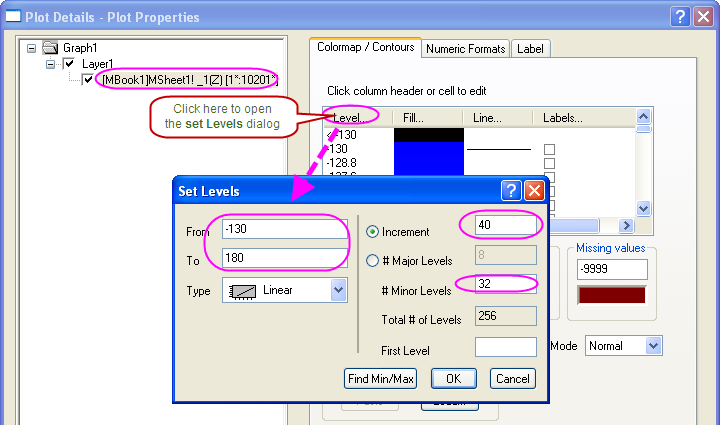 Plot Details - Plot Properties
Graph1
Layer1
[MBook1]MSheet1! _1(Z) [1*:10201*]
Colormap / Contours
Numeric Formats
Label
Click column header or cell to edit
Click here to open
the set Levels dialog
Level... Fill... Line... Labels...
< -130
-130
-128.8
Set Levels
From -130
To 180
Type Linear
Increment 40
# Major Levels 8
# Minor Levels 32
Total # of Levels 256
First Level
Find Min/Max OK Cancel
Missing values
-9999
Mode Normal